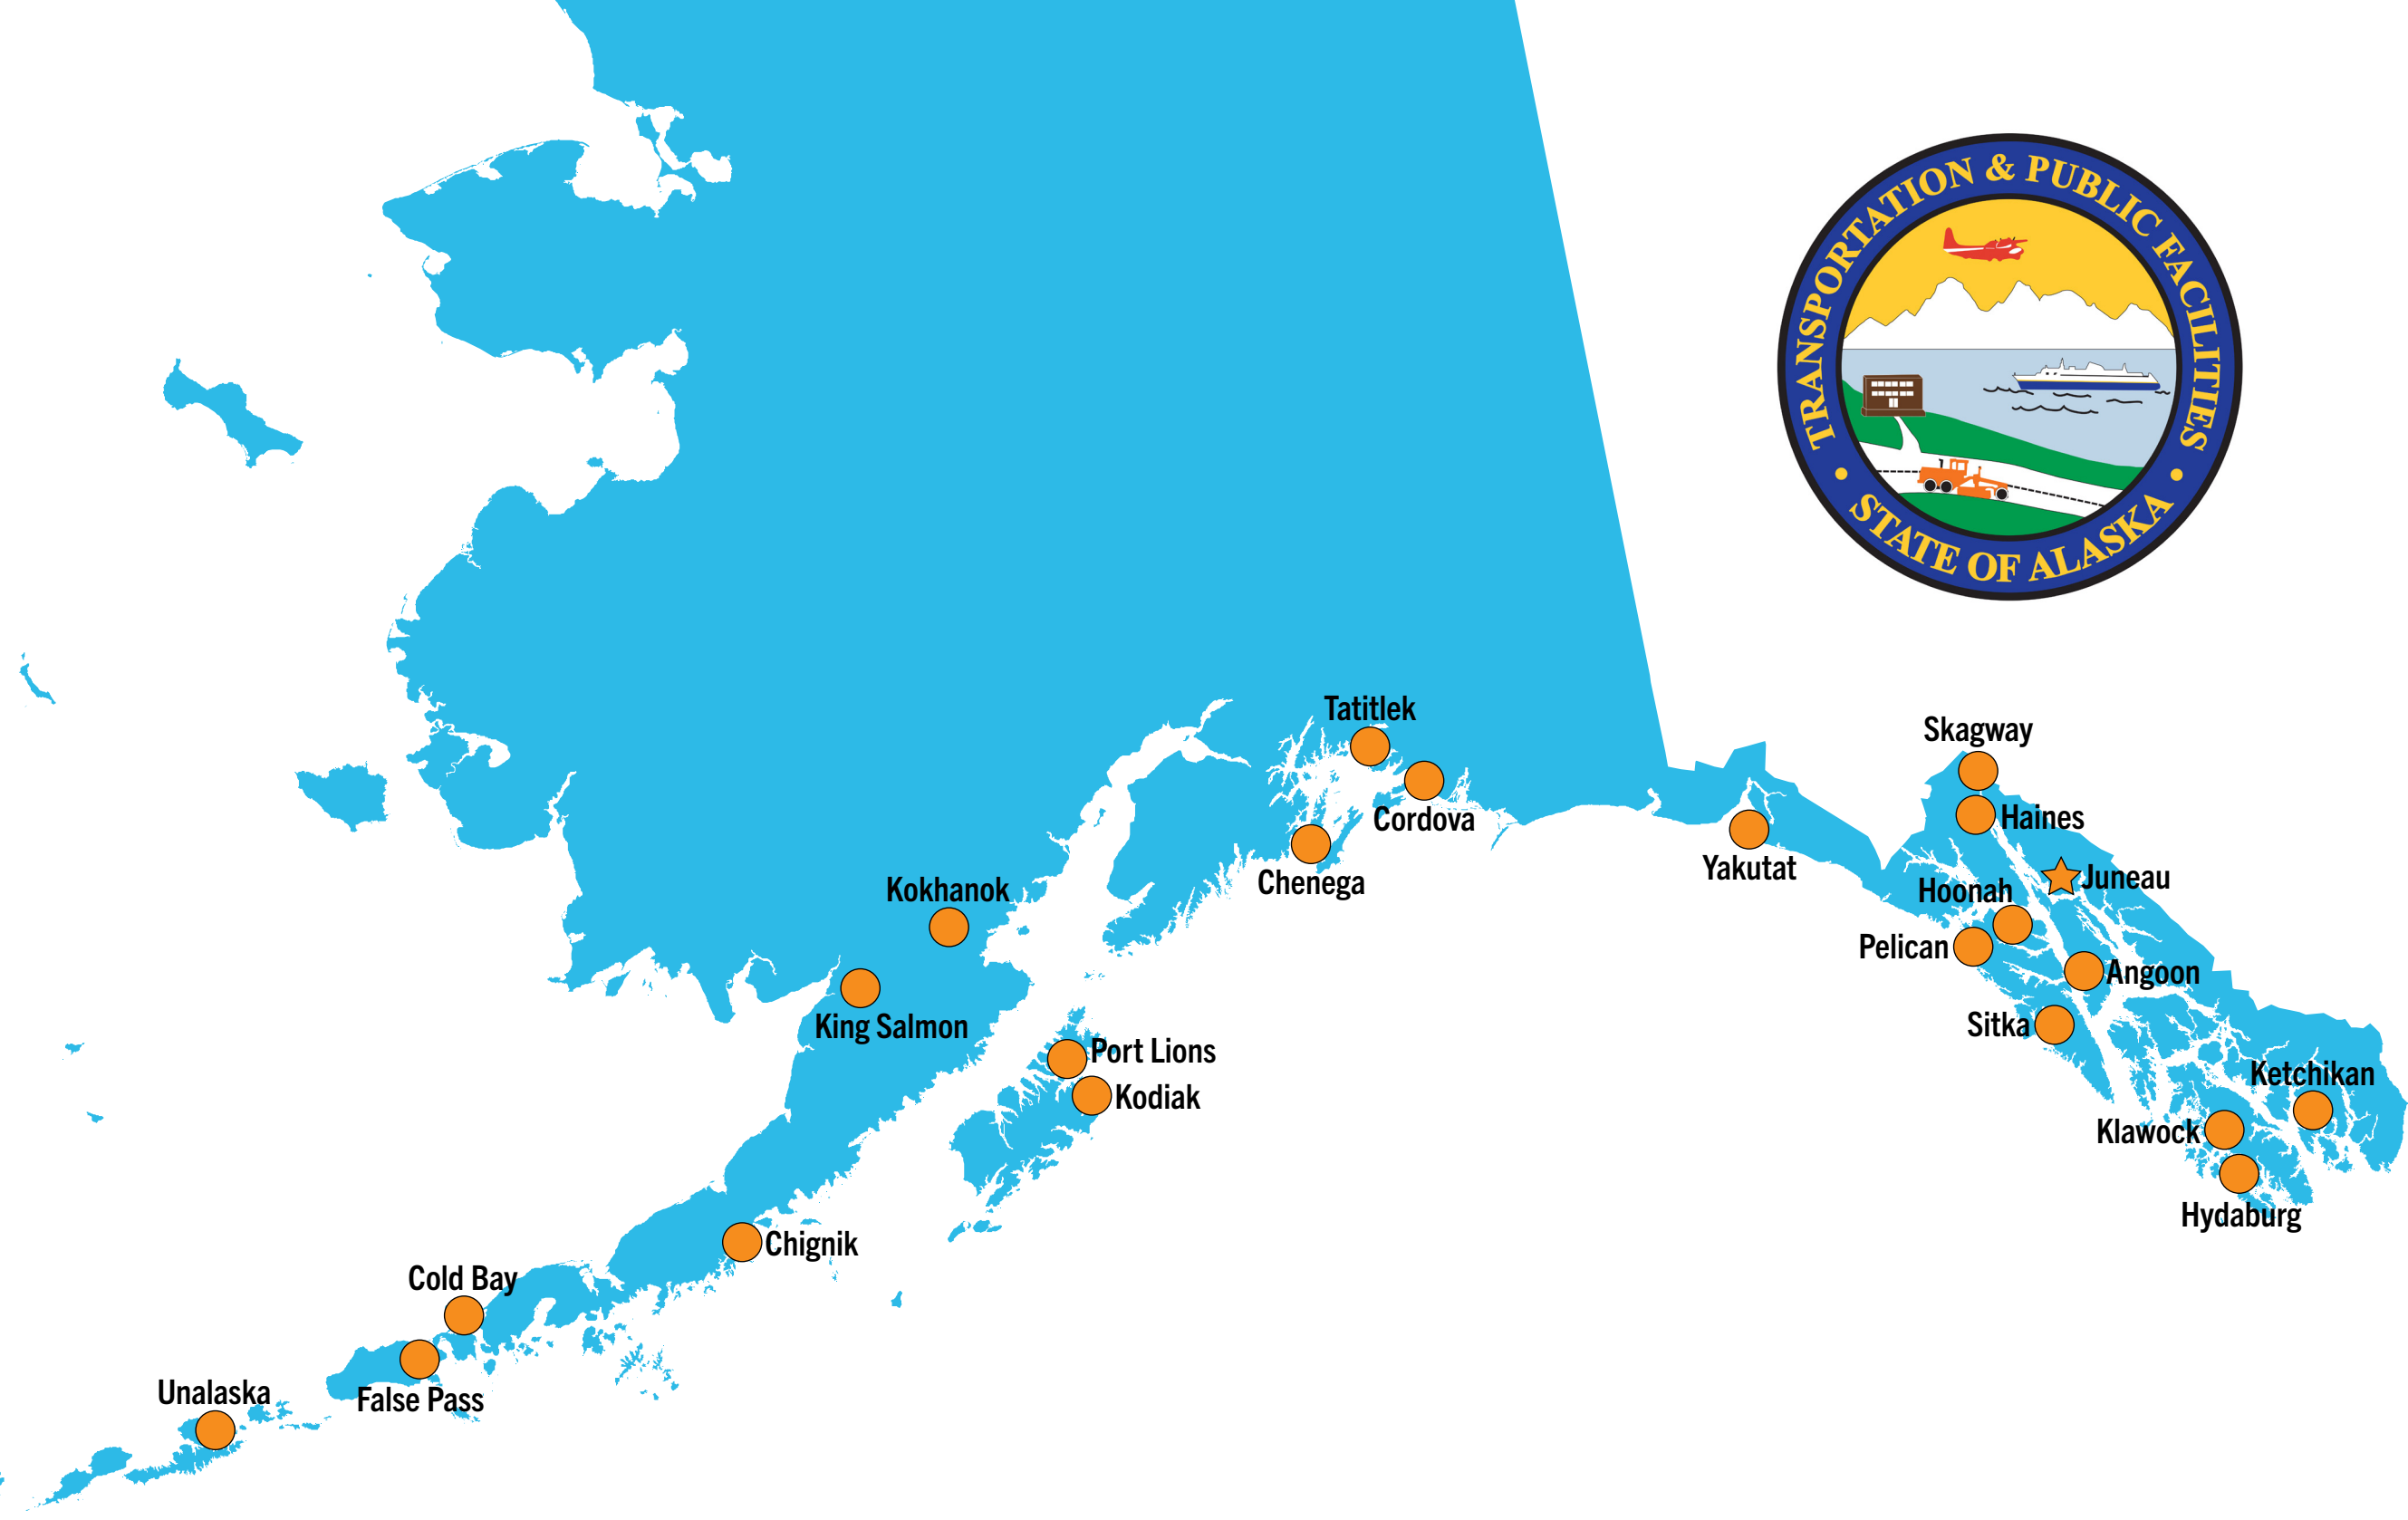 TRANSPORTATION & PUBLIC FACILITIES
• STATE OF ALASKA •
Tatitlek
Skagway
Cordova
Haines
Yakutat
Chenega
Juneau
Kokhanok
Hoonah
Pelican
Angoon
King Salmon
Sitka
Port Lions
Ketchikan
Kodiak
Klawock
Hydaburg
Chignik
Cold Bay
Unalaska
False Pass